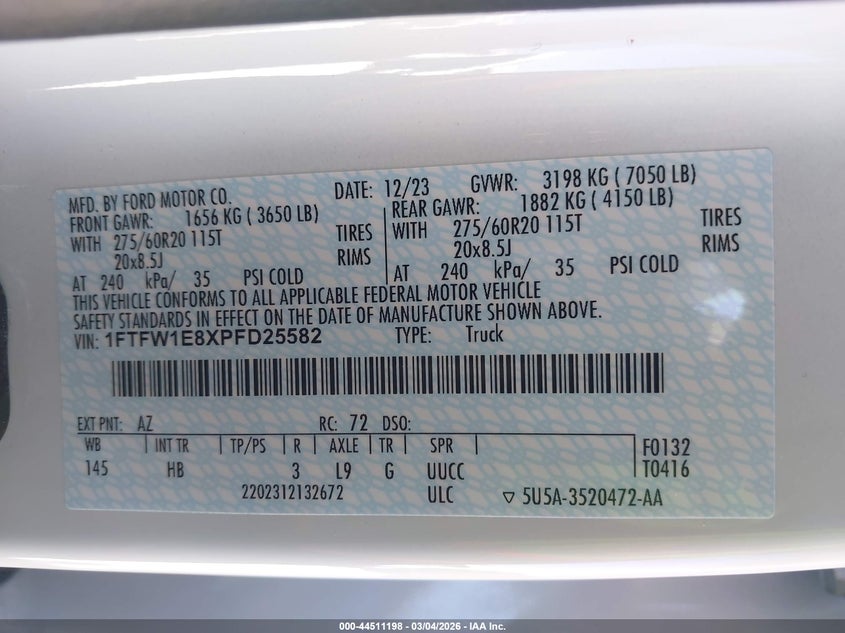 MFD. BY FORD MOTOR CO. DATE: 12/23 GVWR: 3198 KG ( 7050 LB)
FRONT GAWR: 1656 KG ( 3650 LB) REAR GAWR: 1882 KG ( 4150 LB)
WITH 275/60R20 115T TIRES WITH 275/60R20 115T TIRES
20x8.5J RIMS 20x8.5J RIMS
AT 240 kPa/ 35 PSI COLD AT 240 kPa/ 35 PSI COLD
THIS VEHICLE CONFORMS TO ALL APPLICABLE FEDERAL MOTOR VEHICLE
SAFETY STANDARDS IN EFFECT ON THE DATE OF MANUFACTURE SHOWN ABOVE.
VIN: 1FTFW1E8XPFD25582 TYPE: Truck
EXT PNT: AZ RC: 72 DSO:
WB INT TR TP/PS R AXLE TR SPR F0132
145 HB 3 L9 G UUCC T0416
2202312132672 ULC ▽ 5U5A-3520472-AA
000-44511198 - 03/04/2026 - IAA Inc.